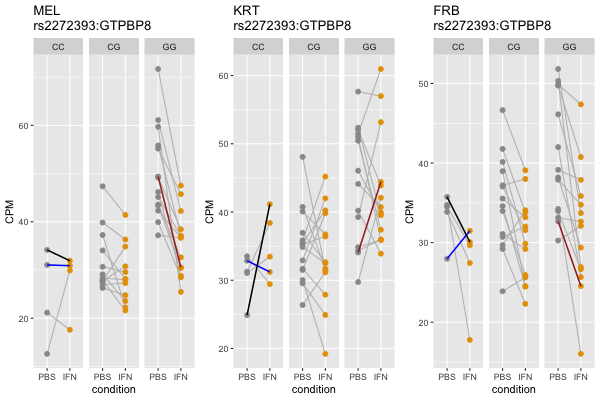 MEL
rs2272393:GTPBP8
CC CG GG
60
40
20
CPM
PBS IFN PBS IFN PBS IFN
condition
KRT
rs2272393:GTPBP8
CC CG GG
60
50
40
30
20
CPM
PBS IFN PBS IFN PBS IFN
condition
FRB
rs2272393:GTPBP8
CC CG GG
50
40
30
20
CPM
PBS IFN PBS IFN PBS IFN
condition